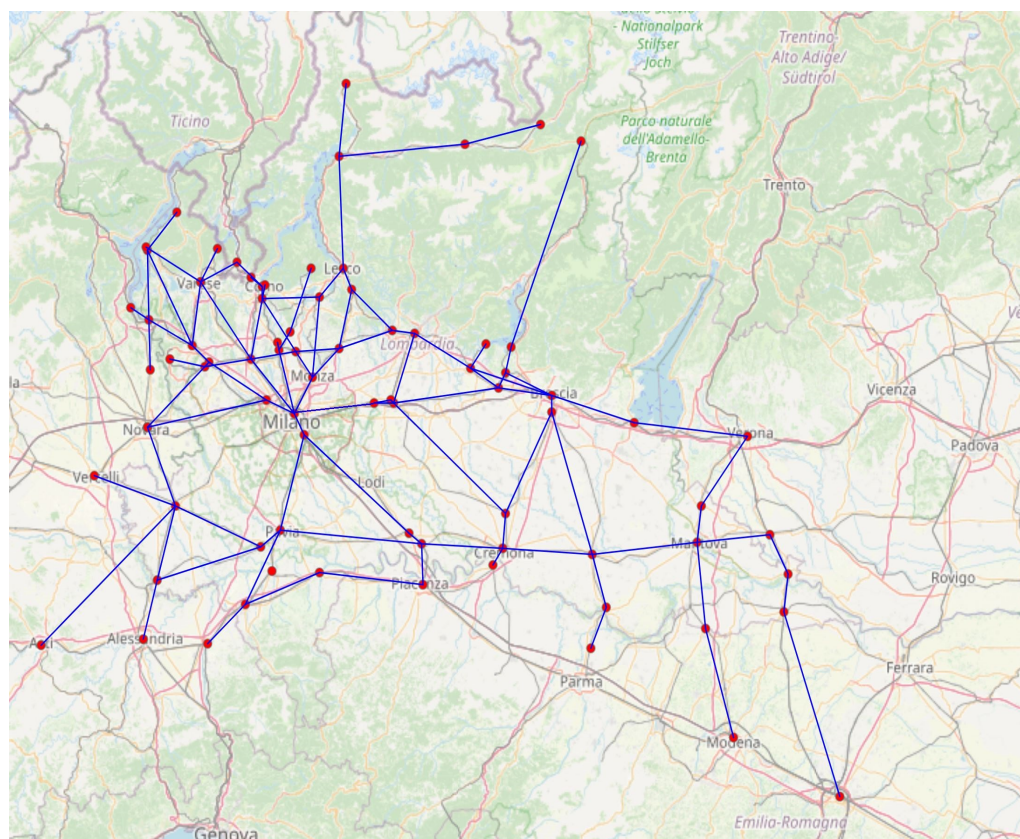 - Nationalpark
Stilfser
Joch
Trentino-
Alto Adige/
Südtirol
Ticino
Parco naturale
dell'Adamello-
Brenta
Trento
Lecco
Varese
Como
Lombardia
Monza
Brescia
Vicenza
Milano
Novara
Verona
Padova
Vercelli
Lodi
Pavia
Mantova
Cremona
Piacenza
Rovigo
Asti
Alessandria
Ferrara
Parma
Modena
Emilia-Romagna
Genova